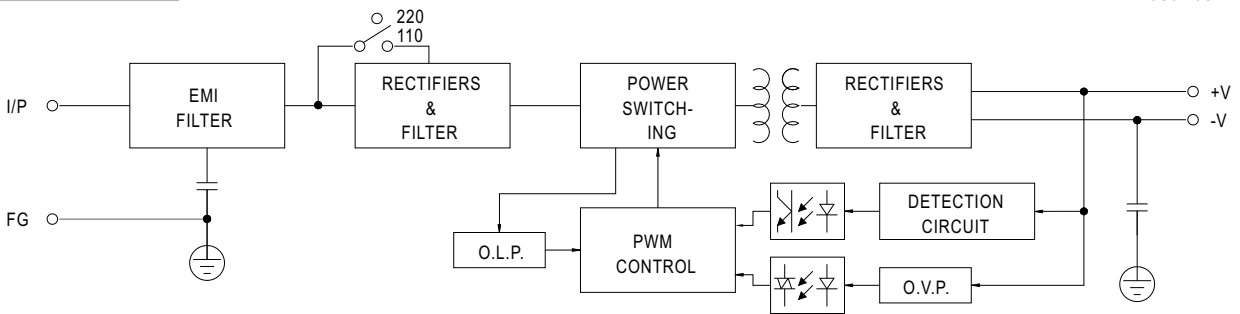 220
110
I/P
EMI
FILTER
RECTIFIERS
&
FILTER
POWER
SWITCH-
ING
RECTIFIERS
&
FILTER
+V
-V
FG
O.L.P.
PWM
CONTROL
DETECTION
CIRCUIT
O.V.P.